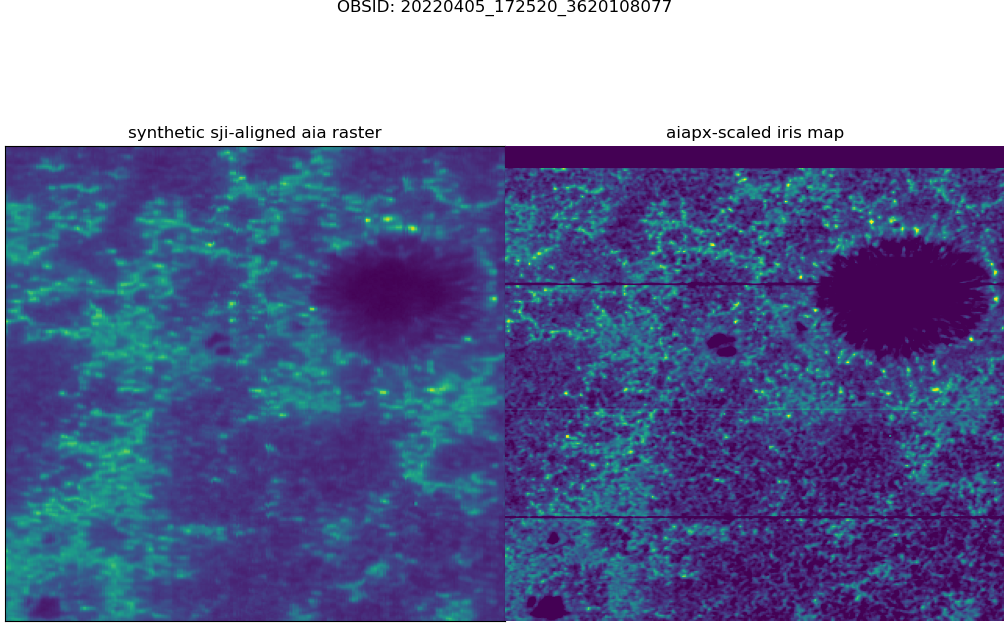 OBSID: 20220405_172520_3620108077
synthetic sji-aligned aia raster
aiapx-scaled iris map